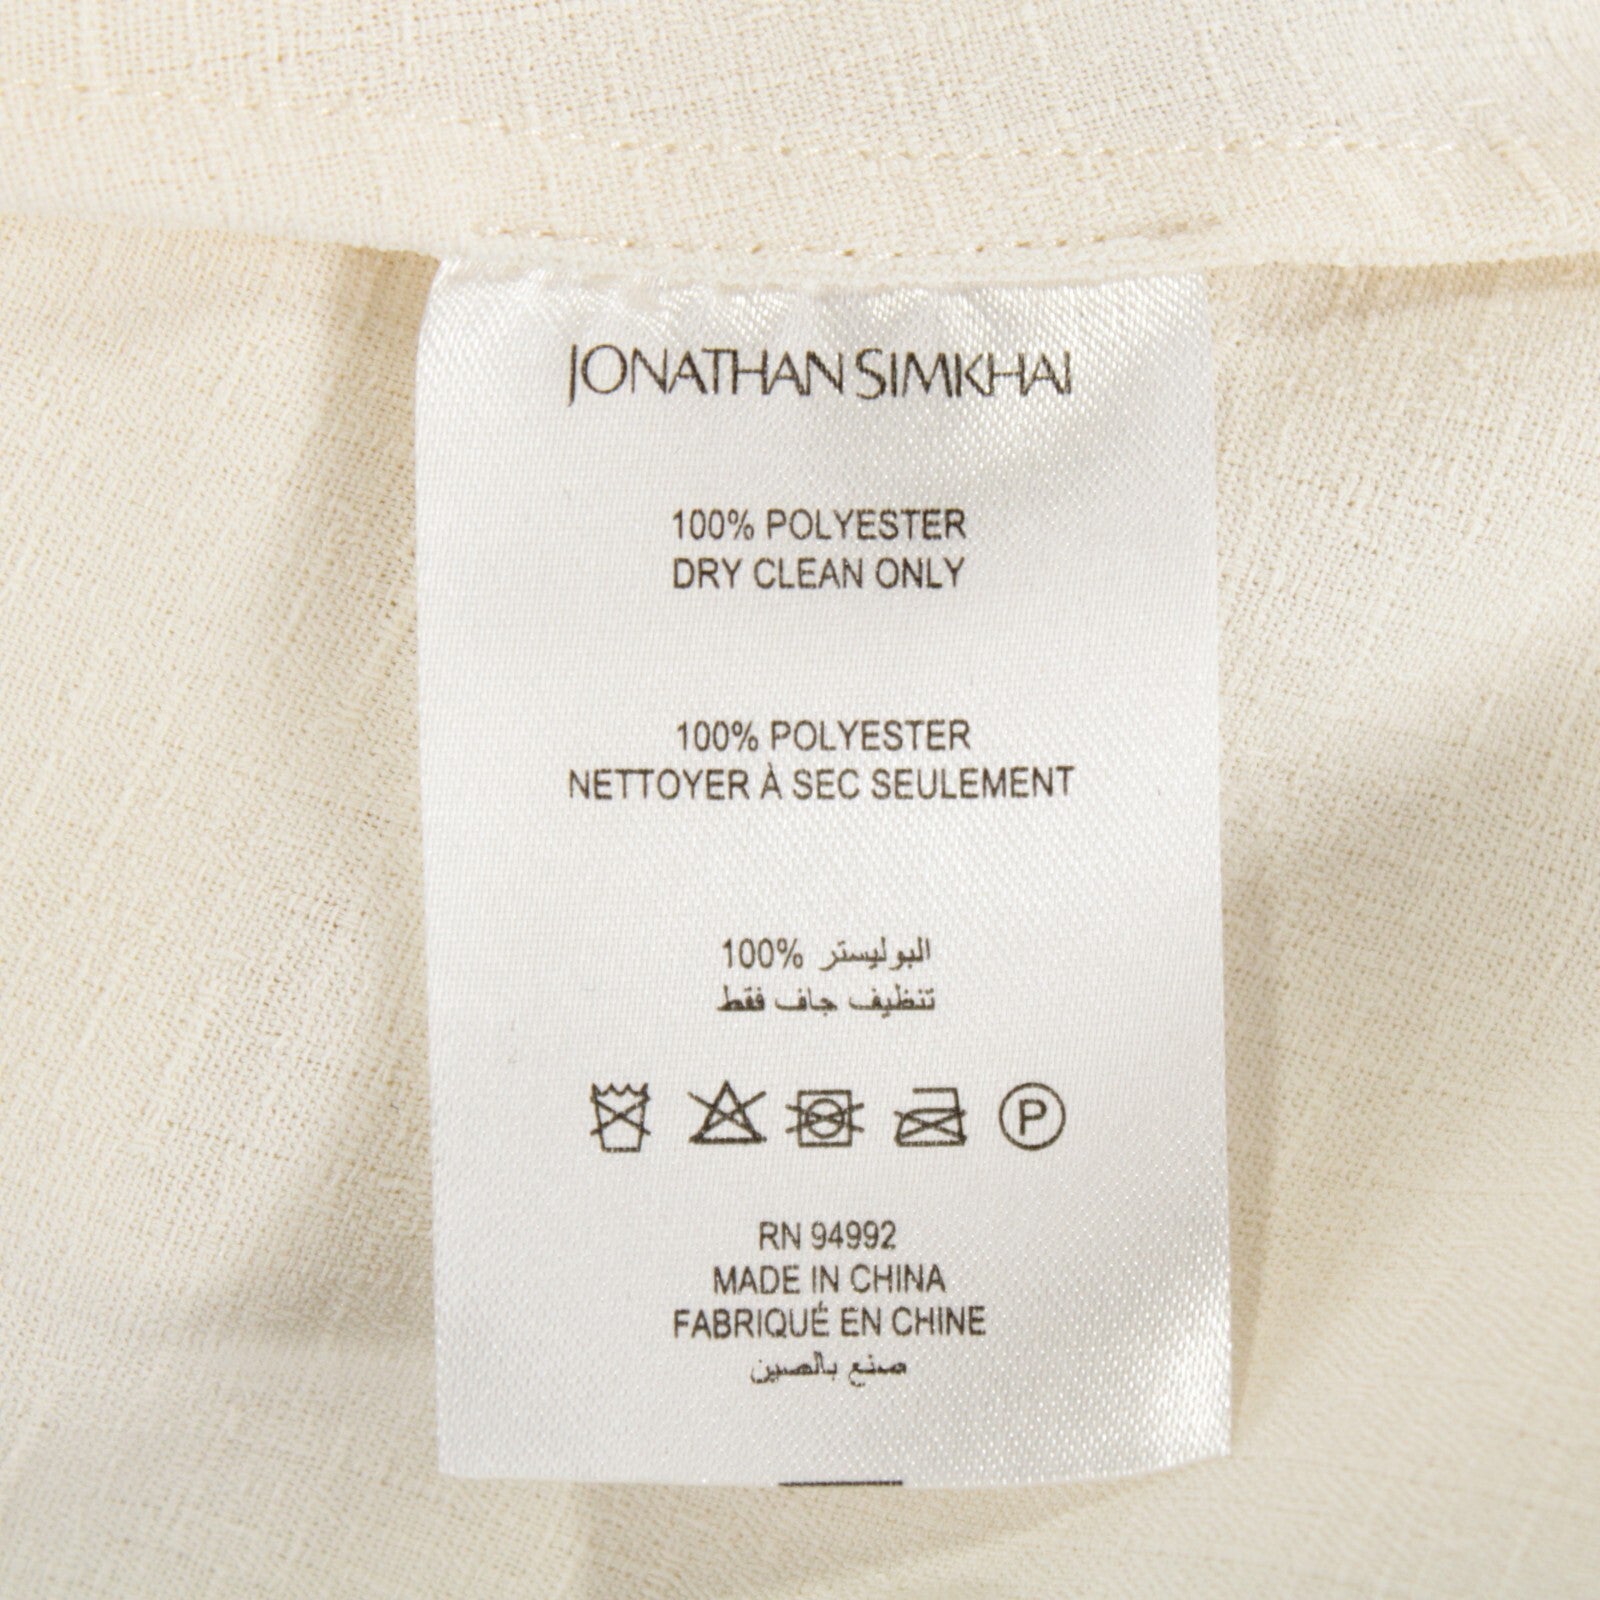 JONATHAN SIMKHAI
100% POLYESTER
DRY CLEAN ONLY
100% POLYESTER
NETTOYER À SEC SEULEMENT
البوليستر %100
تنظيف جاف فقط
P
RN 94992
MADE IN CHINA
FABRIQUÉ EN CHINE
صنع بالصين